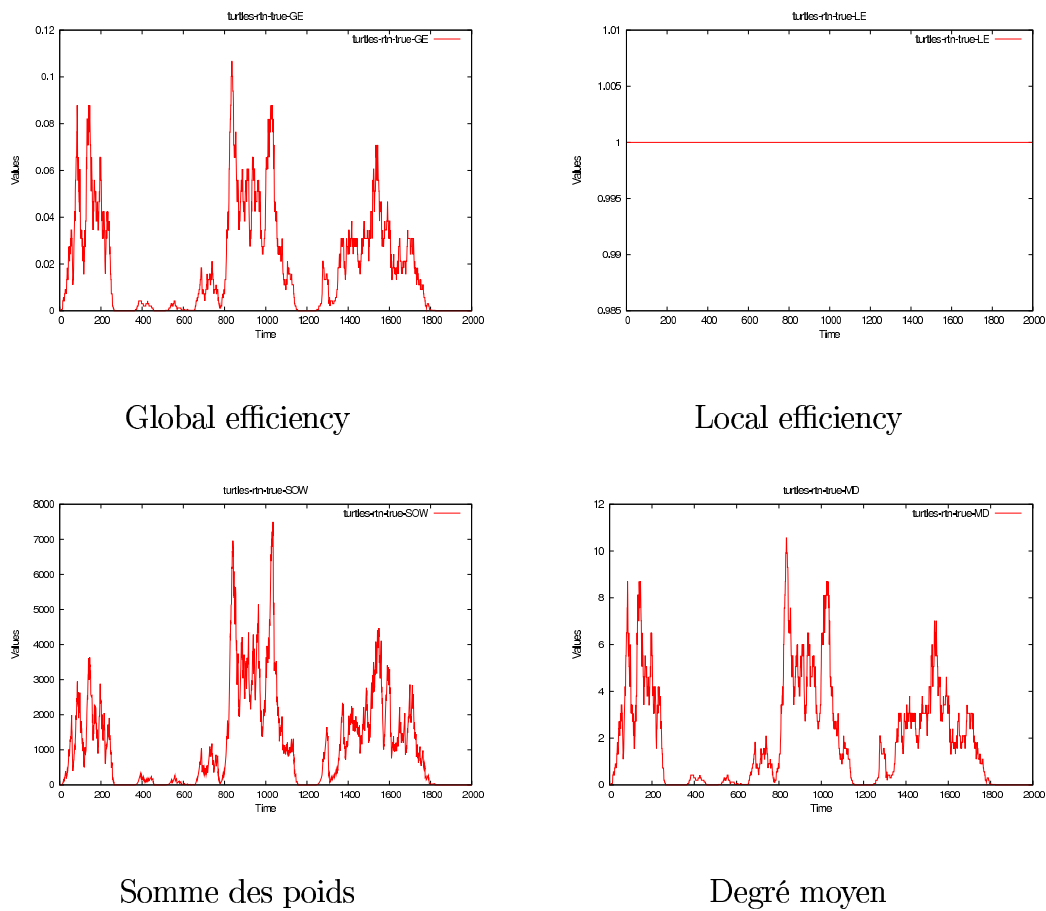 turtles-rtn-true-GE
turtles-rtn-true-GE
0.12
0.1
0.08
0.06
0.04
0.02
0
Values
0 200 400 600 800 1000 1200 1400 1600 1800 2000
Time
Global efficiency
turtles-rtn-true-LE
turtles-rtn-true-LE
1.01
1.005
1
0.995
0.99
0.985
Values
0 200 400 600 800 1000 1200 1400 1600 1800 2000
Time
Local efficiency
turtles-rtn-true-SOW
turtles-rtn-true-SOW
8000
7000
6000
5000
4000
3000
2000
1000
0
Values
0 200 400 600 800 1000 1200 1400 1600 1800 2000
Time
Somme des poids
turtles-rtn-true-MD
turtles-rtn-true-MD
12
10
8
6
4
2
0
Values
0 200 400 600 800 1000 1200 1400 1600 1800 2000
Time
Degré moyen